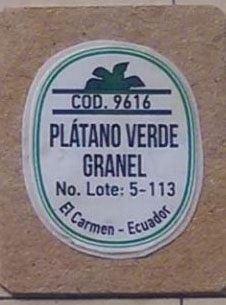 COD. 9616
PLÁTANO VERDE
GRANEL
No. Lote: 5-113
El Carmen - Ecuador